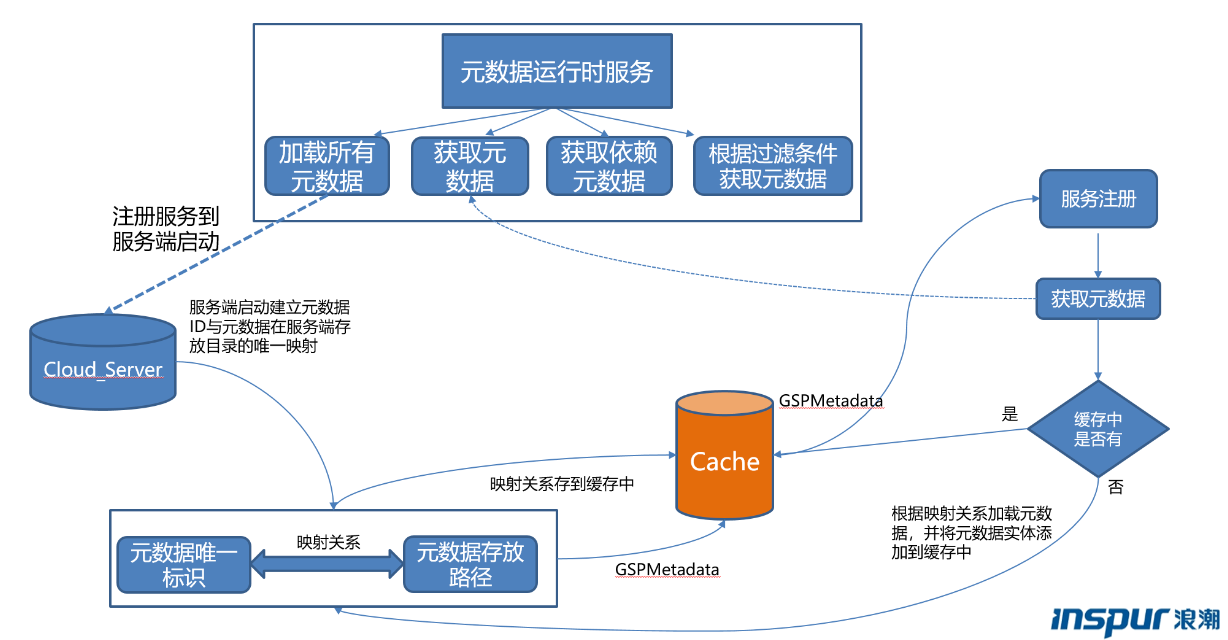 元数据运行时服务
加载所有
元数据
获取元
数据
获取依赖
元数据
根据过滤条件
获取元数据
注册服务到
服务端启动
服务注册
获取元数据
服务端启动建立元数据
ID与元数据在服务端存
放目录的唯一映射
Cloud_Server
GSPMetadata
是
缓存中
是否有
Cache
映射关系存到缓存中
否
根据映射关系加载元数
据，并将元数据实体添
加到缓存中
元数据唯一
标识
映射关系
元数据存放
路径
GSPMetadata
inspur 浪潮